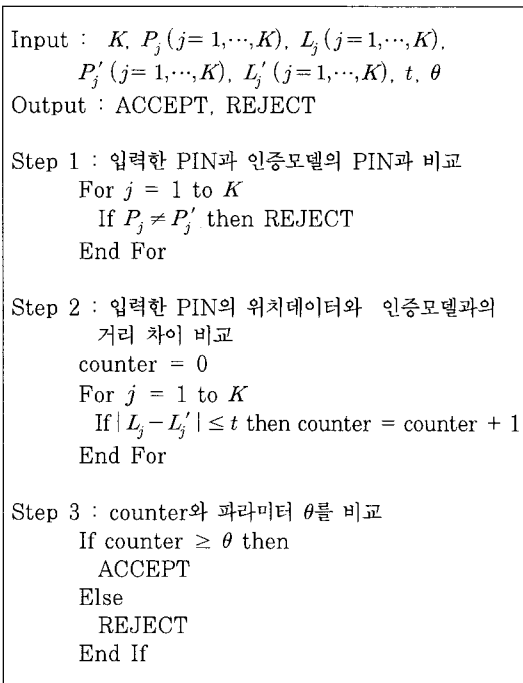 Input : K, P_j (j= 1,⋯,K), L_j (j=1,⋯,K),
P_j′ (j= 1,⋯,K), L_j′ (j=1,⋯,K), t, θ
Output : ACCEPT, REJECT
Step 1 : 입력한 PIN과 인증모델의 PIN과 비교
For j = 1 to K
If P_j ≠ P_j′ then REJECT
End For
Step 2 : 입력한 PIN의 위치데이터와 인증모델과의
거리 차이 비교
counter = 0
For j = 1 to K
If | L_j − L_j′ | ≤ t then counter = counter + 1
End For
Step 3 : counter와 파라미터 θ를 비교
If counter ≥ θ then
ACCEPT
Else
REJECT
End If